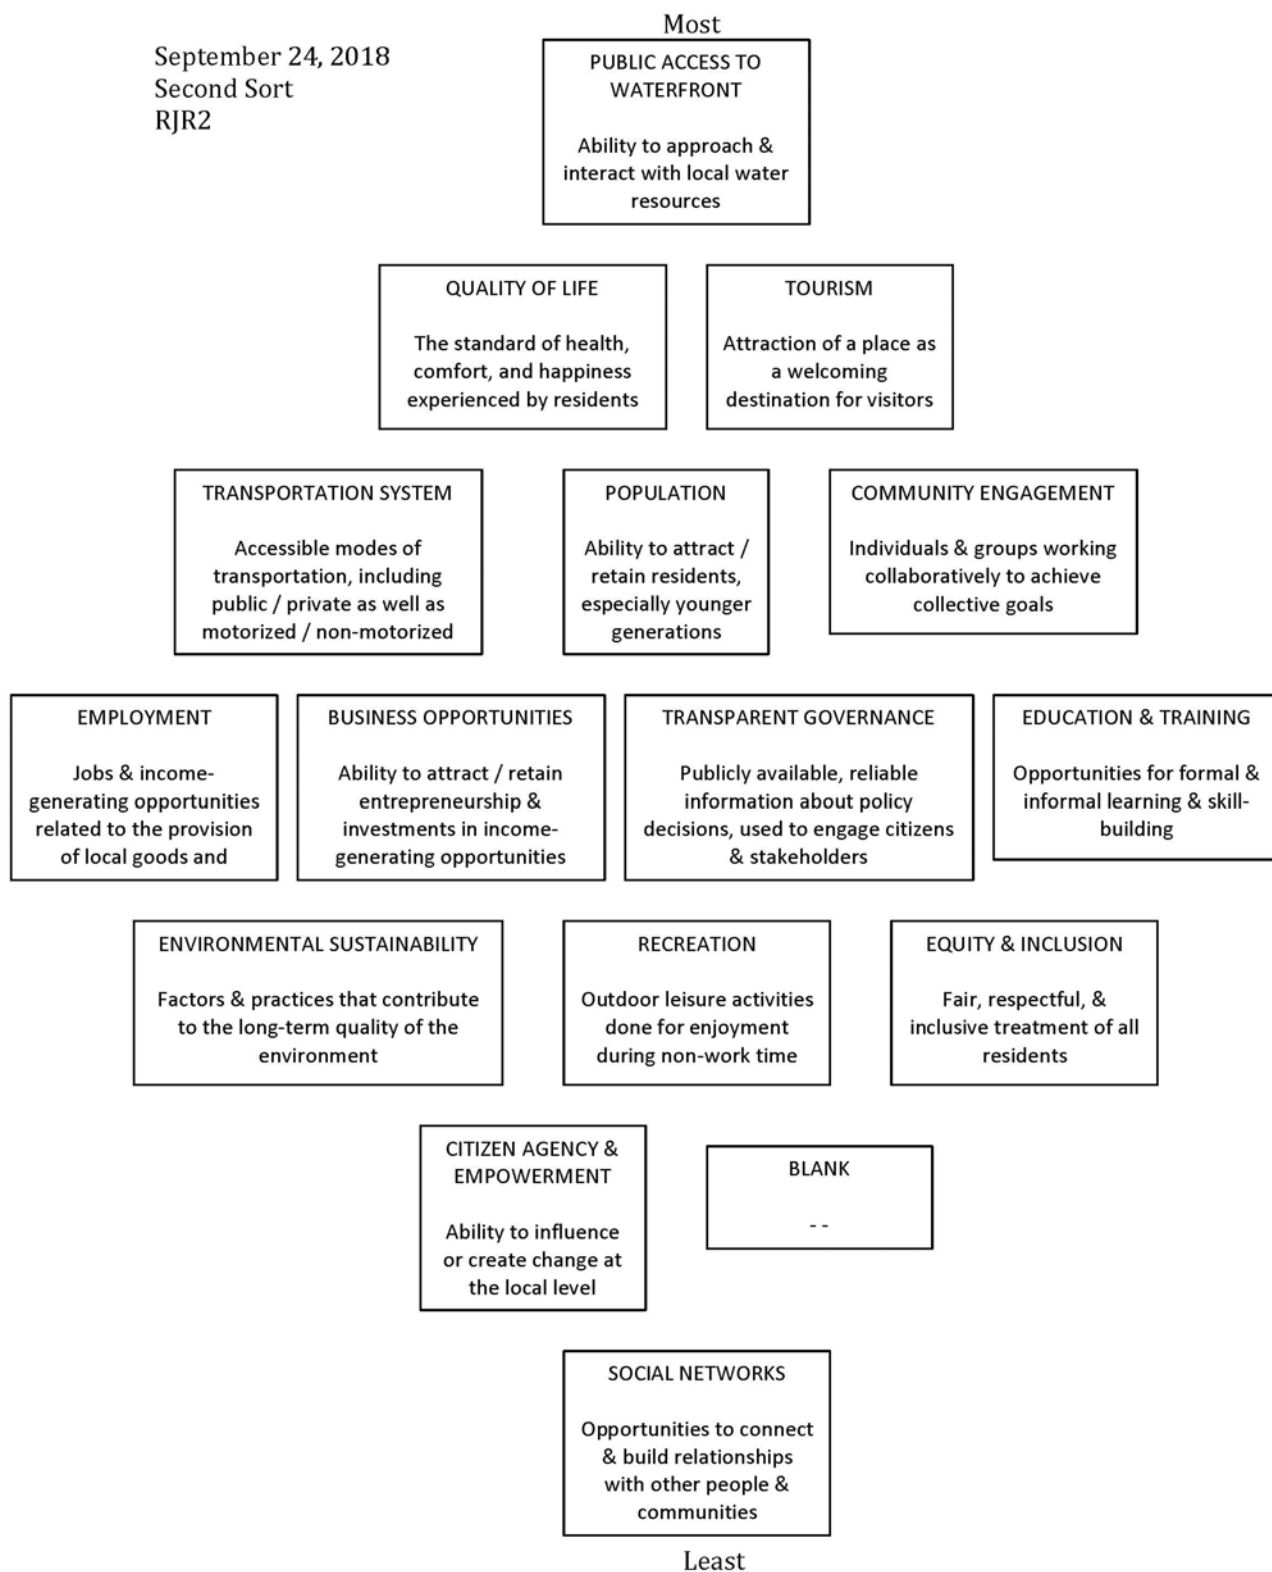 Most
September 24, 2018
Second Sort
RJR2
PUBLIC ACCESS TO
WATERFRONT
Ability to approach &
interact with local water
resources
QUALITY OF LIFE
The standard of health,
comfort, and happiness
experienced by residents
TOURISM
Attraction of a place as
a welcoming
destination for visitors
TRANSPORTATION SYSTEM
Accessible modes of
transportation, including
public / private as well as
motorized / non-motorized
POPULATION
Ability to attract /
retain residents,
especially younger
generations
COMMUNITY ENGAGEMENT
Individuals & groups working
collaboratively to achieve
collective goals
EMPLOYMENT
Jobs & income-
generating opportunities
related to the provision
of local goods and
BUSINESS OPPORTUNITIES
Ability to attract / retain
entrepreneurship &
investments in income-
generating opportunities
TRANSPARENT GOVERNANCE
Publicly available, reliable
information about policy
decisions, used to engage citizens
& stakeholders
EDUCATION & TRAINING
Opportunities for formal &
informal learning & skill-
building
ENVIRONMENTAL SUSTAINABILITY
Factors & practices that contribute
to the long-term quality of the
environment
RECREATION
Outdoor leisure activities
done for enjoyment
during non-work time
EQUITY & INCLUSION
Fair, respectful, &
inclusive treatment of all
residents
CITIZEN AGENCY &
EMPOWERMENT
Ability to influence
or create change at
the local level
BLANK
- -
SOCIAL NETWORKS
Opportunities to connect
& build relationships
with other people &
communities
Least